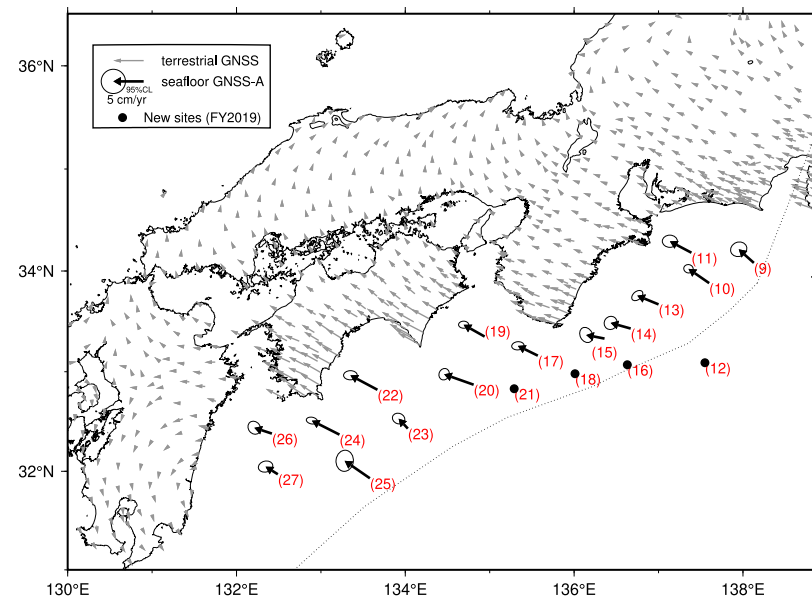 36°N
terrestrial GNSS
seafloor GNSS-A
95%CL
5 cm/yr
New sites (FY2019)
34°N
(11)
(9)
(10)
(13)
(19)
(14)
(17)
(15)
(22)
(20)
(21)
(18)
(16)
(12)
(26)
(24)
(23)
32°N
(27)
(25)
130°E
132°E
134°E
136°E
138°E